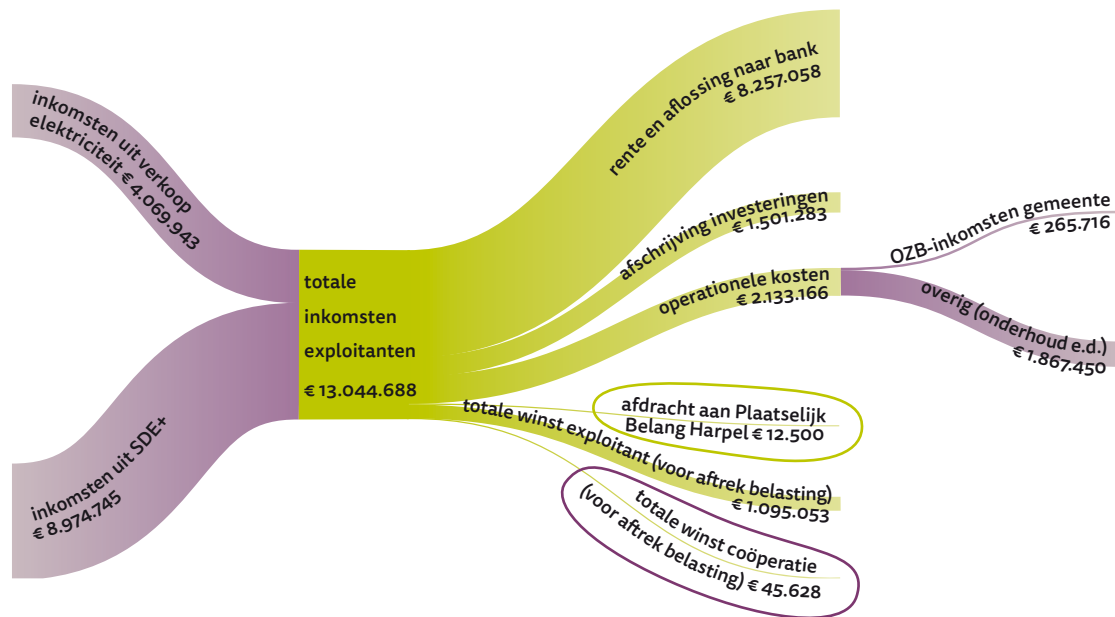 inkomsten uit verkoop
elektriciteit € 4.069.943
inkomsten uit SDE+
€ 8.974.745
totale
inkomsten
exploitanten
€ 13.044.688
rente en aflossing naar bank
€ 8.257.058
afschrijving investeringen
€ 1.501.283
operationele kosten
€ 2.133.166
OZB-inkomsten gemeente
€ 265.716
overig (onderhoud e.d.)
€ 1.867.450
afdracht aan Plaatselijk
Belang Harpel € 12.500
totale winst exploitant (voor aftrek belasting)
€ 1.095.053
totale winst coöperatie
(voor aftrek belasting) € 45.628